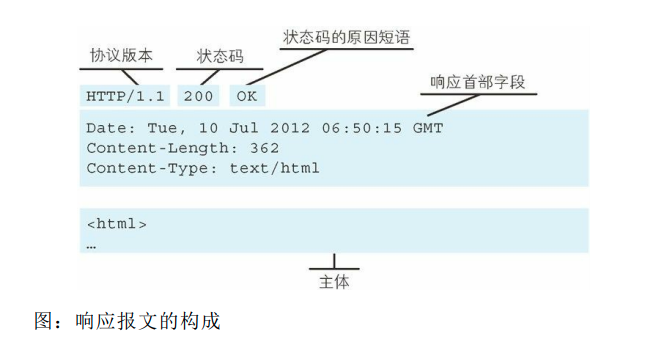 状态码的原因短语
协议版本 状态码
响应首部字段
HTTP/1.1 200 OK
Date: Tue, 10 Jul 2012 06:50:15 GMT
Content-Length: 362
Content-Type: text/html
<html>
…
主体
图：响应报文的构成